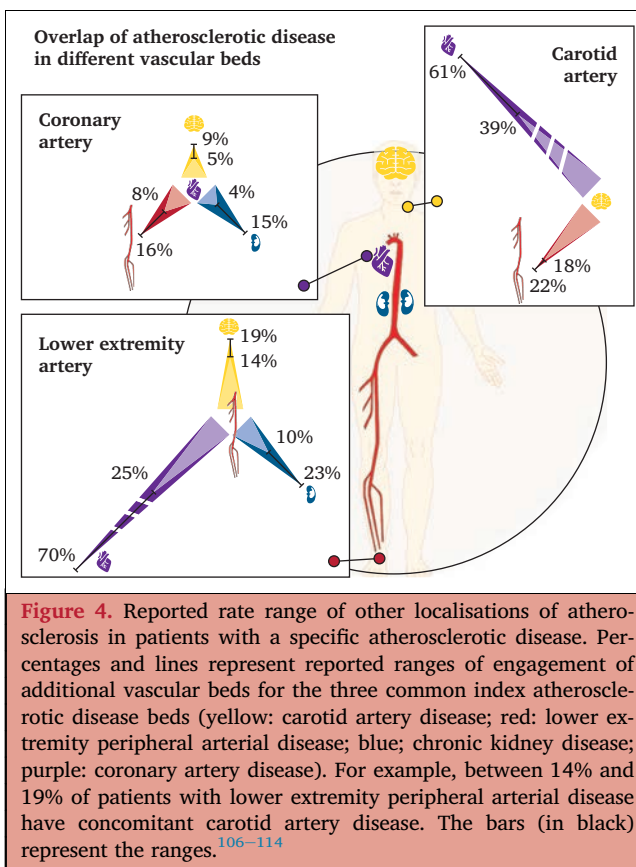 Overlap of atherosclerotic disease
in different vascular beds
Carotid
artery
61%
39%
18%
22%
Coronary
artery
9%
5%
8%
4%
15%
16%
Lower extremity
artery
19%
14%
10%
25%
23%
70%
Figure 4. Reported rate range of other localisations of athero-
sclerosis in patients with a specific atherosclerotic disease. Per-
centages and lines represent reported ranges of engagement of
additional vascular beds for the three common index atheroscle-
rotic disease beds (yellow: carotid artery disease; red: lower ex-
tremity peripheral arterial disease; blue; chronic kidney disease;
purple: coronary artery disease). For example, between 14% and
19% of patients with lower extremity peripheral arterial disease
have concomitant carotid artery disease. The bars (in black)
represent the ranges.106–114